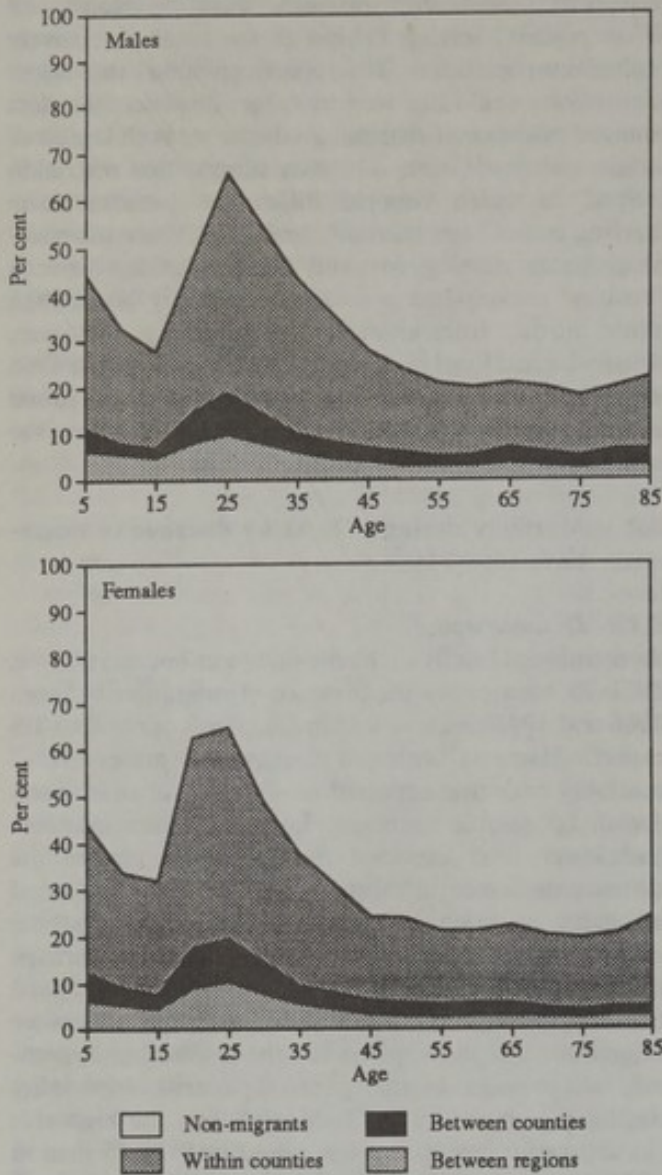 100
Males
90
80
70
60
50
40
30
20
10
0
Per cent
5 15 25 35 45 55 65 75 85
Age
100
Females
90
80
70
60
50
40
30
20
10
0
Per cent
5 15 25 35 45 55 65 75 85
Age
Non-migrants Between counties
Within counties Between regions